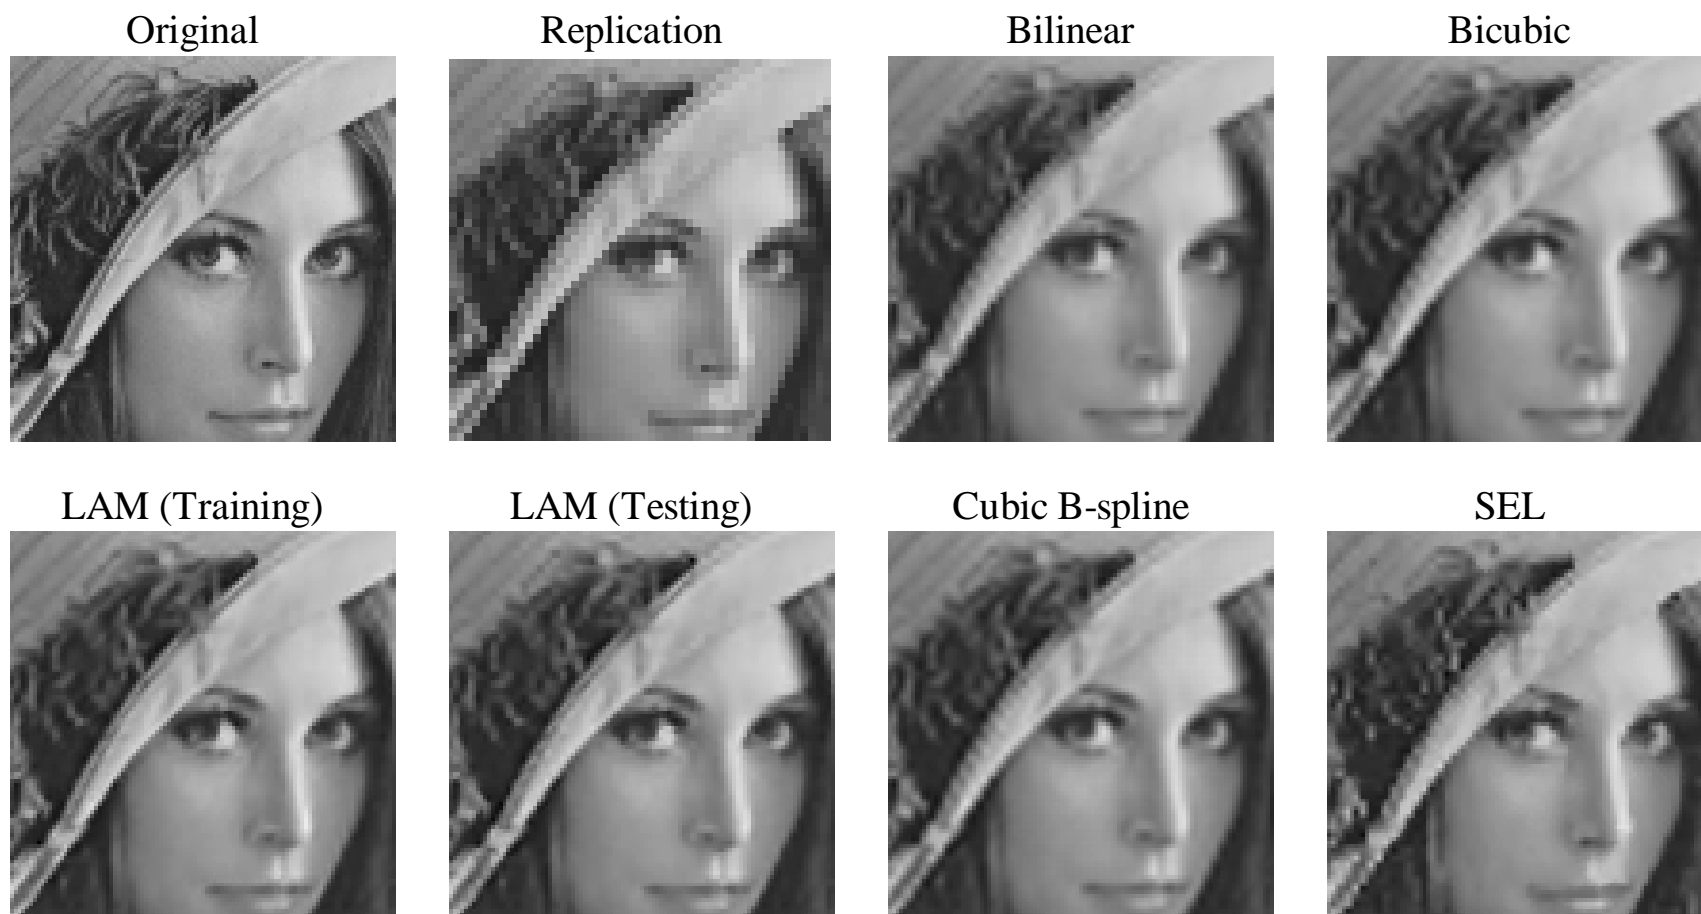 Original
Replication
Bilinear
Bicubic
LAM (Training)
LAM (Testing)
Cubic B-spline
SEL